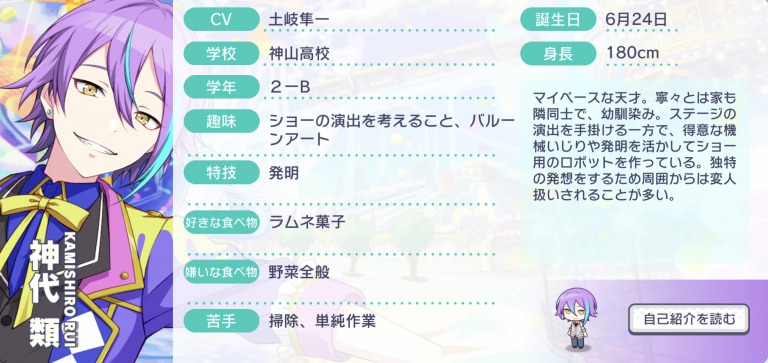 CV 土岐隼一
学校 神山高校
学年 2ーB
趣味 ショーの演出を考えること、バルー
ンアート
特技 発明
好きな食べ物 ラムネ菓子
嫌いな食べ物 野菜全般
苦手 掃除、単純作業
誕生日 6月24日
身長 180cm
マイペースな天才。寧々とは家も
隣同士で、幼馴染み。ステージの
演出を手掛ける一方で、得意な機
械いじりや発明を活かしてショー
用のロボットを作っている。独特
の発想をするため周囲からは変人
扱いされることが多い。
自己紹介を読む
KAMISHIRO RUI
神代 類